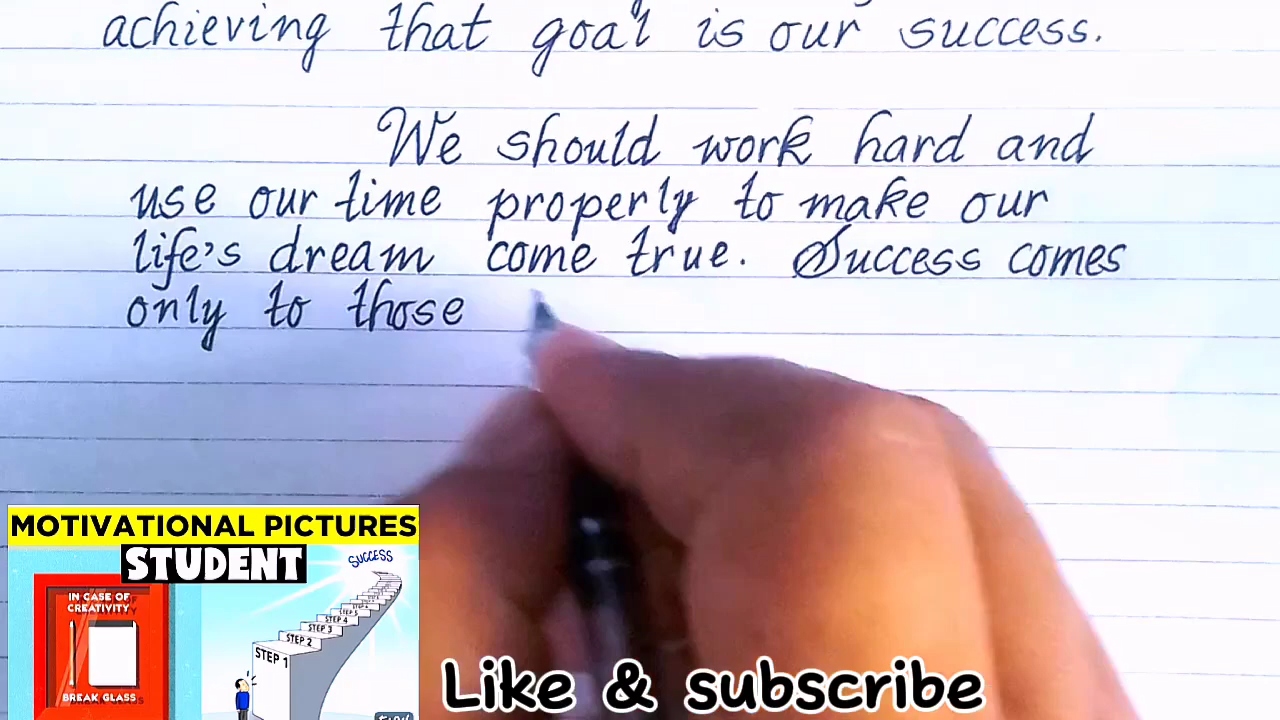 achieving that goal is our success.
We should work hard and
use our time properly to make our
life's dream come true. Success comes
only to those
MOTIVATIONAL PICTURES
STUDENT
SUCCESS
IN CASE OF
CREATIVITY
BREAK GLASS
STEP 5
STEP 4
STEP 3
STEP 2
STEP 1
Like & subscribe